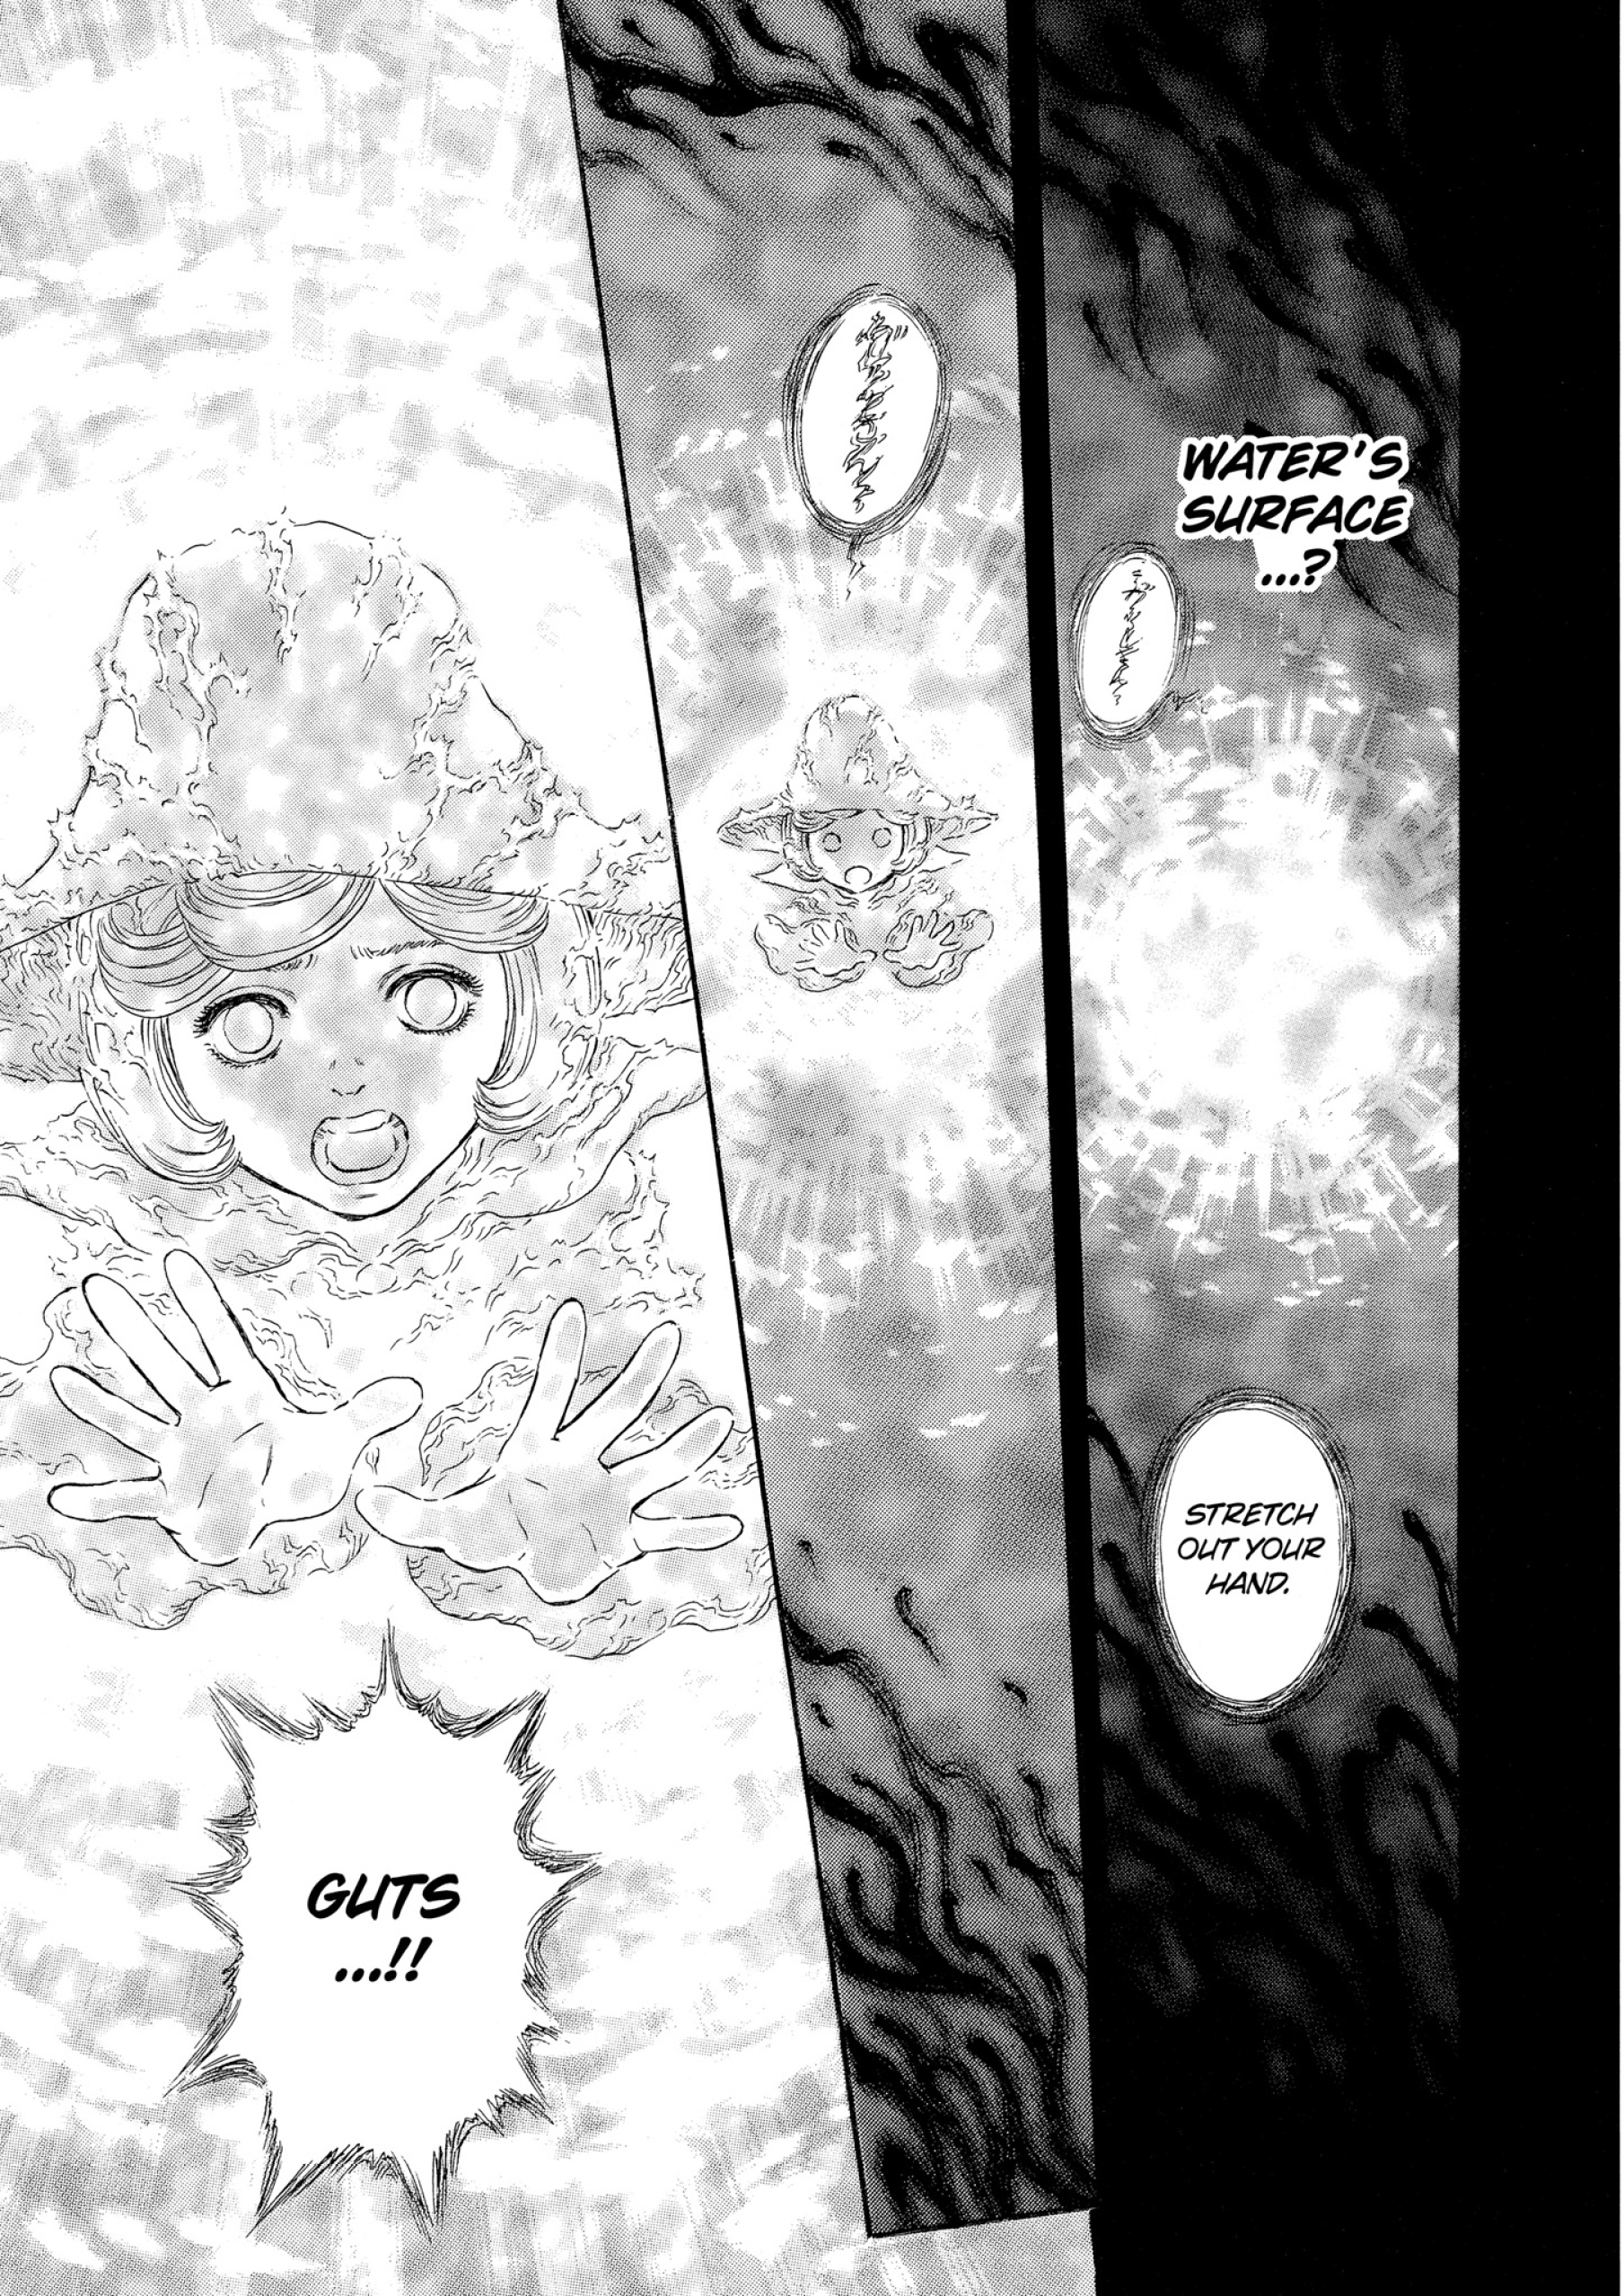 WATER'S
SURFACE
...?
STRETCH
OUT YOUR
HAND.
GUTS
...!!